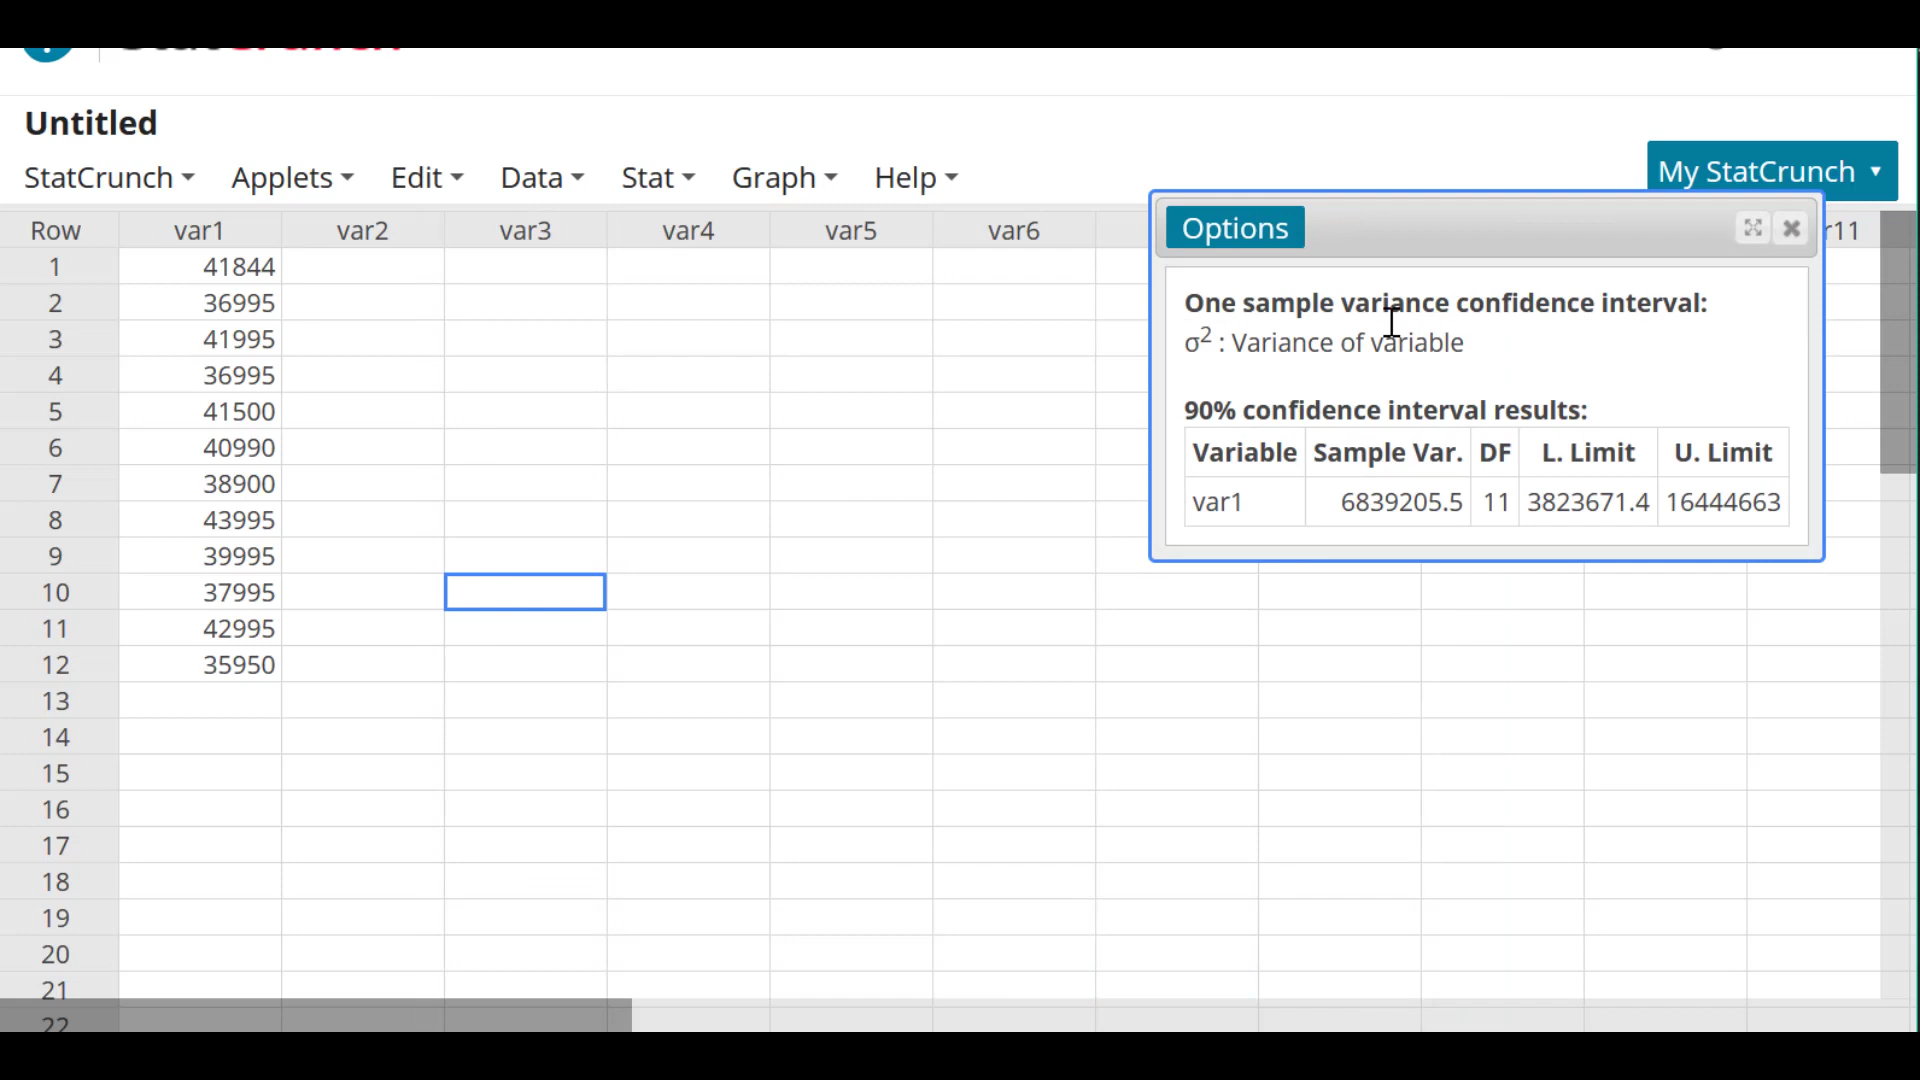 Untitled
StatCrunch Applets Edit Data Stat Graph Help
My StatCrunch
Row var1 var2 var3 var4 var5 var6 r11
1 41844
2 36995
3 41995
4 36995
5 41500
6 40990
7 38900
8 43995
9 39995
10 37995
11 42995
12 35950
13
14
15
16
17
18
19
20
21
22
Options
One sample variance confidence interval:
σ² : Variance of variable
90% confidence interval results:
Variable Sample Var. DF L. Limit U. Limit
var1 6839205.5 11 3823671.4 16444663